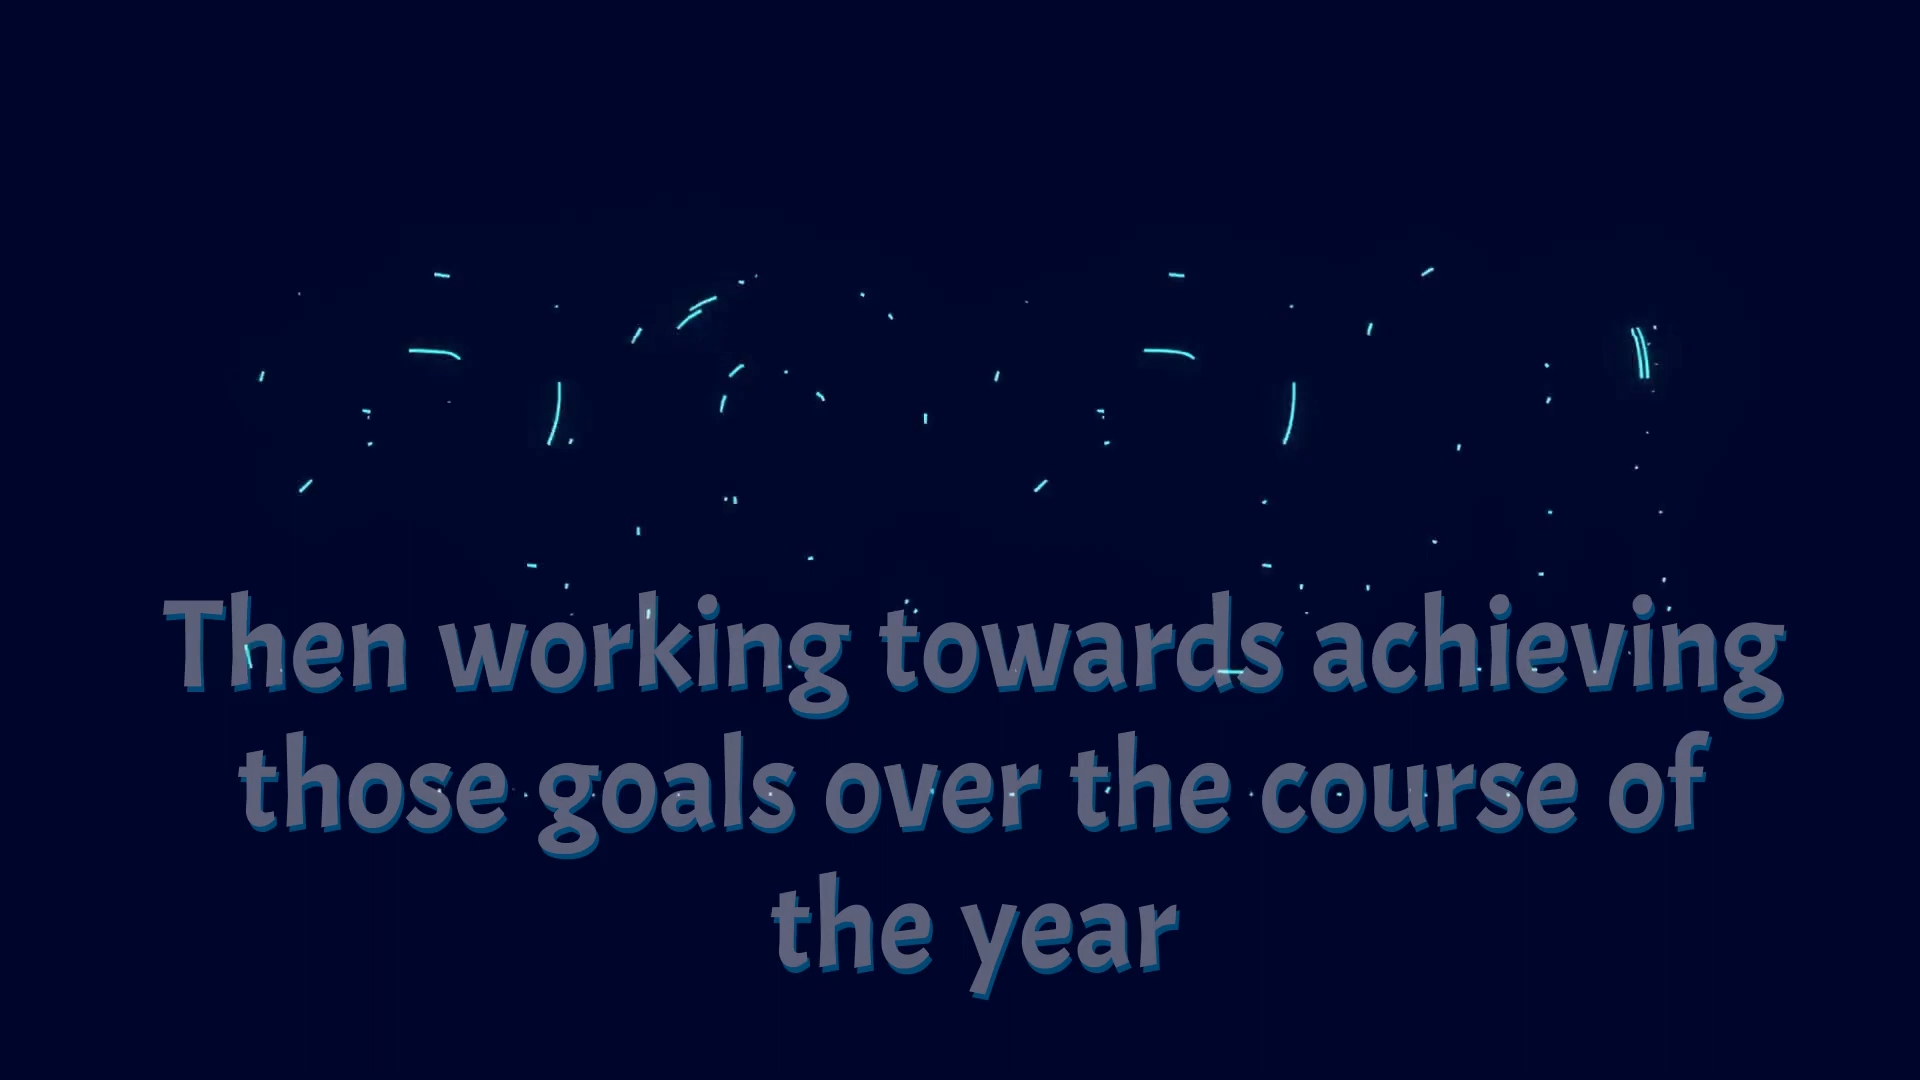 Then working towards achieving
those goals over the course of
the year